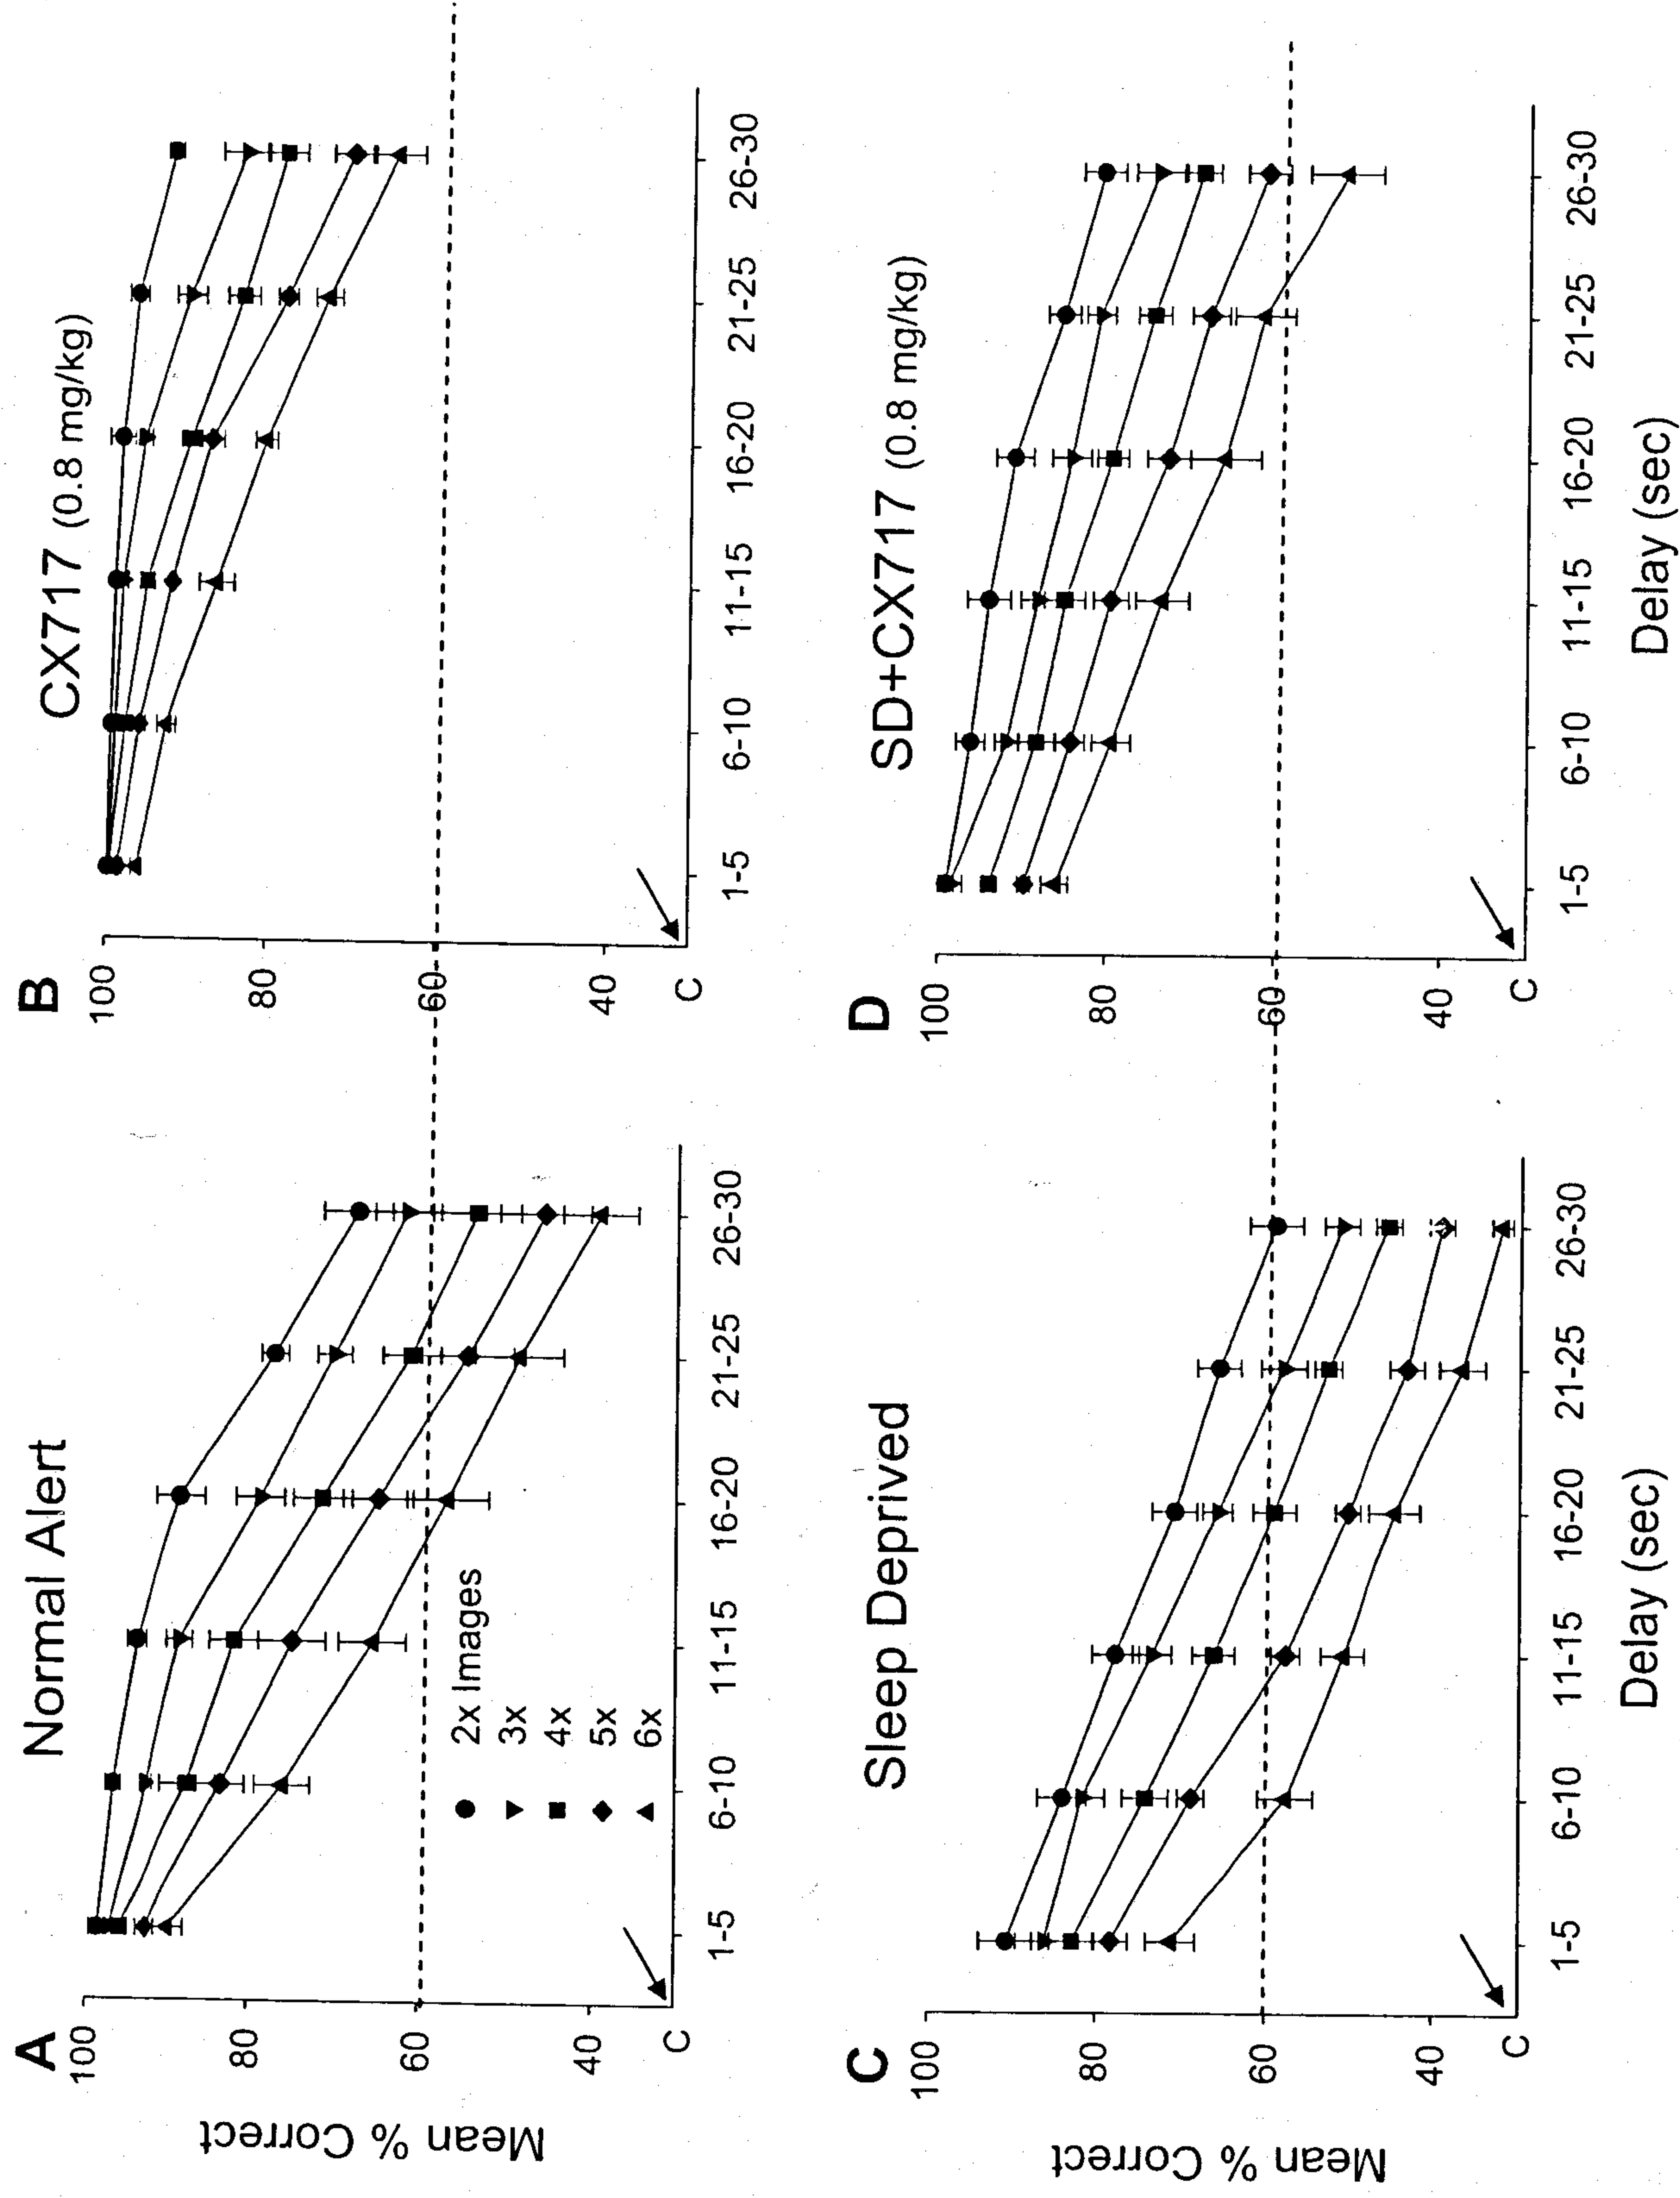 A
Normal Alert
Mean % Correct
100
80
60
40
C
2x Images
3x
4x
5x
6x
1-5
6-10
11-15
16-20
21-25
26-30
B
CX717 (0.8 mg/kg)
100
80
60
40
C
1-5
6-10
11-15
16-20
21-25
26-30
C
Sleep Deprived
Mean % Correct
100
80
60
40
C
1-5
6-10
11-15
16-20
21-25
26-30
Delay (sec)
D
SD+CX717 (0.8 mg/kg)
100
80
60
40
C
1-5
6-10
11-15
16-20
21-25
26-30
Delay (sec)